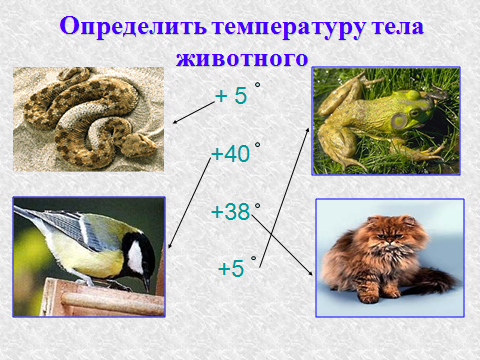 Определить температуру тела
животного
+ 5 °
+40 °
+38 °
+5 °